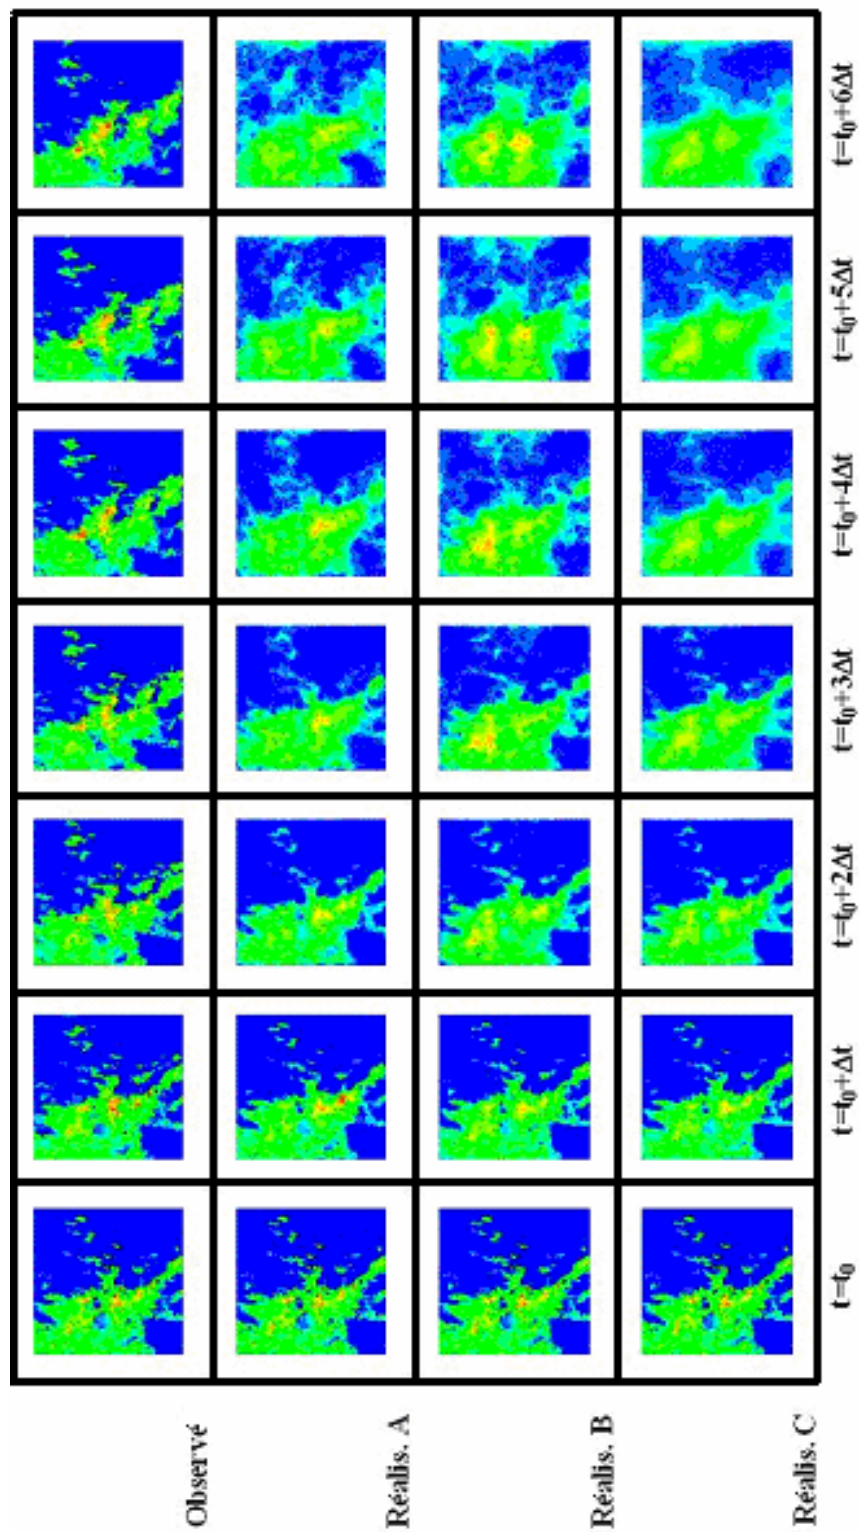 Observé
Réalis. A
Réalis. B
Réalis. C
t=t₀
t=t₀+Δt
t=t₀+2Δt
t=t₀+3Δt
t=t₀+4Δt
t=t₀+5Δt
t=t₀+6Δt